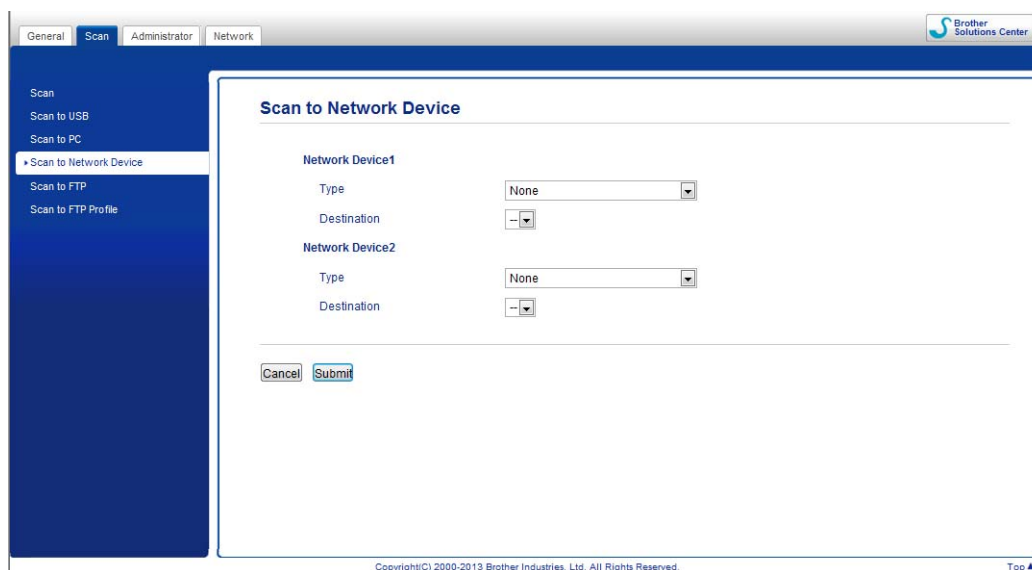 General Scan Administrator Network
Brother
Solutions Center
Scan
Scan to USB
Scan to PC
Scan to Network Device
Scan to FTP
Scan to FTP Profile
Scan to Network Device
Network Device1
Type None
Destination --
Network Device2
Type None
Destination --
Cancel Submit
Copyright(C) 2000-2013 Brother Industries, Ltd. All Rights Reserved. Top